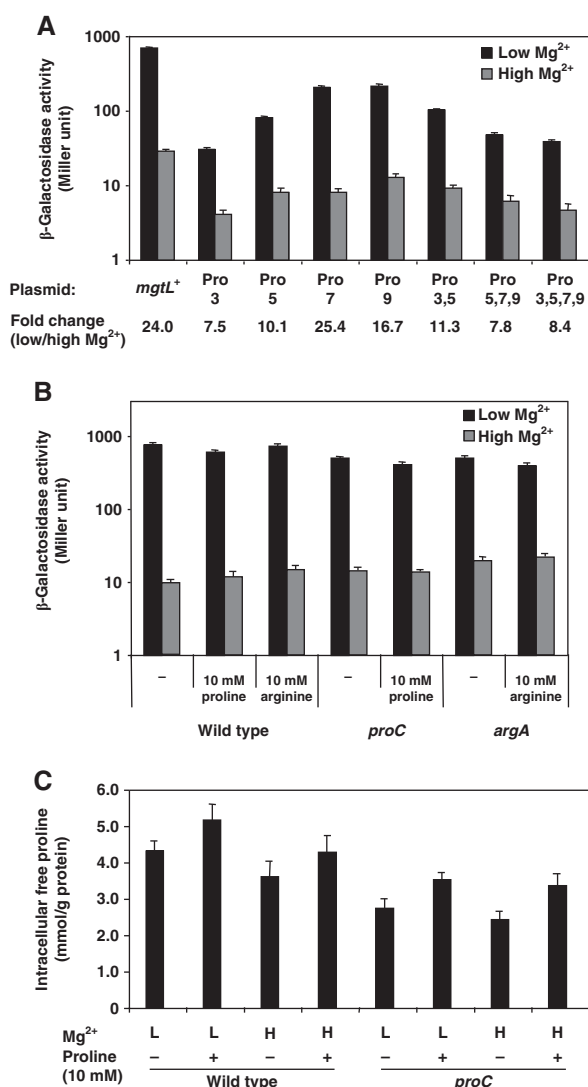 A
β-Galactosidase activity
(Miller unit)
1000
100
10
1
Low Mg²⁺
High Mg²⁺
Plasmid: mgtL⁺ Pro 3 Pro 5 Pro 7 Pro 9 Pro 3,5 Pro 5,7,9 Pro 3,5,7,9
Fold change
(low/high Mg²⁺) 24.0 7.5 10.1 25.4 16.7 11.3 7.8 8.4
B
β-Galactosidase activity
(Miller unit)
1000
100
10
1
Low Mg²⁺
High Mg²⁺
– 10 mM proline 10 mM arginine – 10 mM proline – 10 mM arginine
Wild type proC argA
C
Intracellular free proline
(mmol/g protein)
6.0
5.0
4.0
3.0
2.0
1.0
0
Mg²⁺ L L H H L L H H
Proline – + – + – + – +
(10 mM) Wild type proC